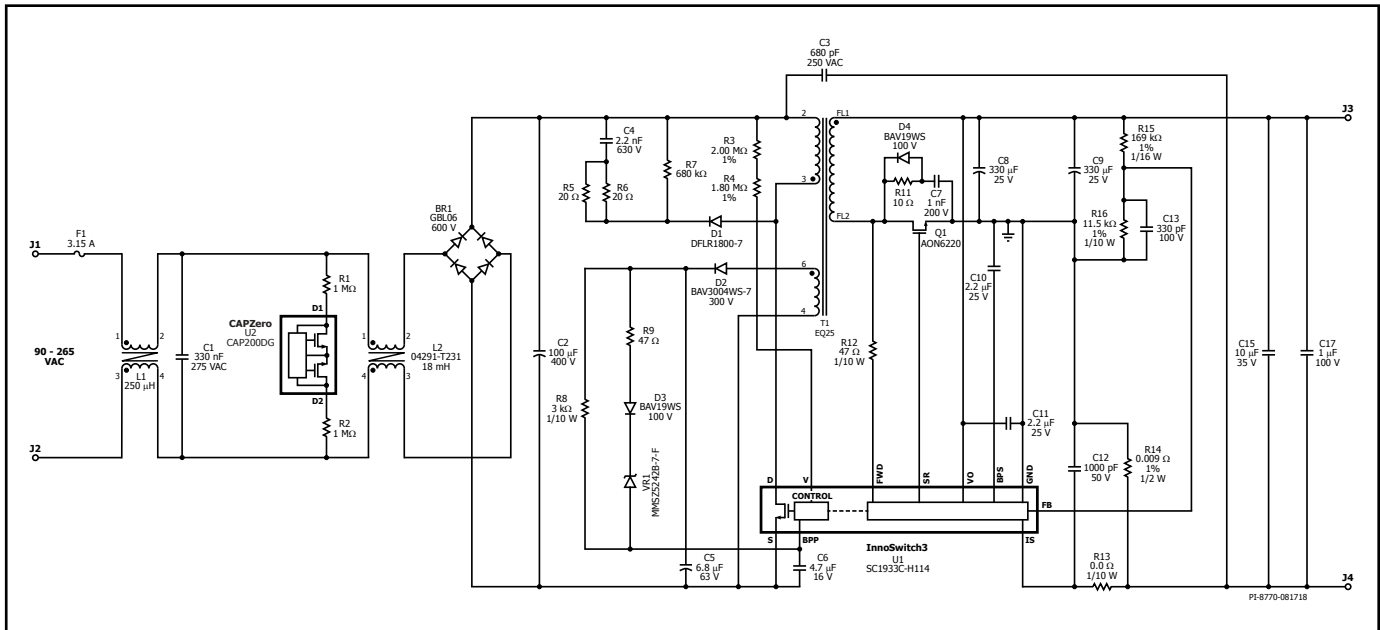 C3
680 pF
250 VAC
J3
J1
F1
3.15 A
1
2
3
4
L1
250 µH
90 - 265
VAC
J2
C1
330 nF
275 VAC
R1
1 MΩ
D1
CAPZero
U2
CAP200DG
D2
R2
1 MΩ
1
2
4
3
L2
04291-T231
18 mH
BR1
GBL06
600 V
C2
100 µF
400 V
C4
2.2 nF
630 V
R5
20 Ω
R6
20 Ω
R7
680 kΩ
R3
2.00 MΩ
1%
R4
1.80 MΩ
1%
D1
DFLR1800-7
D2
BAV3004WS-7
300 V
R9
47 Ω
R8
3 kΩ
1/10 W
D3
BAV19WS
100 V
VR1
MMSZ5242B-7-F
C5
6.8 µF
63 V
C6
4.7 µF
16 V
2
3
6
4
T1
EQ25
FL1
FL2
D4
BAV19WS
100 V
R11
10 Ω
C7
1 nF
200 V
Q1
AON6220
R12
47 Ω
1/10 W
C8
330 µF
25 V
C9
330 µF
25 V
C10
2.2 µF
25 V
C11
2.2 µF
25 V
R15
169 kΩ
1%
1/16 W
R16
11.5 kΩ
1%
1/10 W
C13
330 pF
100 V
C12
1000 pF
50 V
R14
0.009 Ω
1%
1/2 W
R13
0.0 Ω
1/10 W
C15
10 µF
35 V
C17
1 µF
100 V
D
V
FWD
SR
VO
BPS
GND
CONTROL
FB
S
BPP
IS
InnoSwitch3
U1
SC1933C-H114
J4
PI-8770-081718